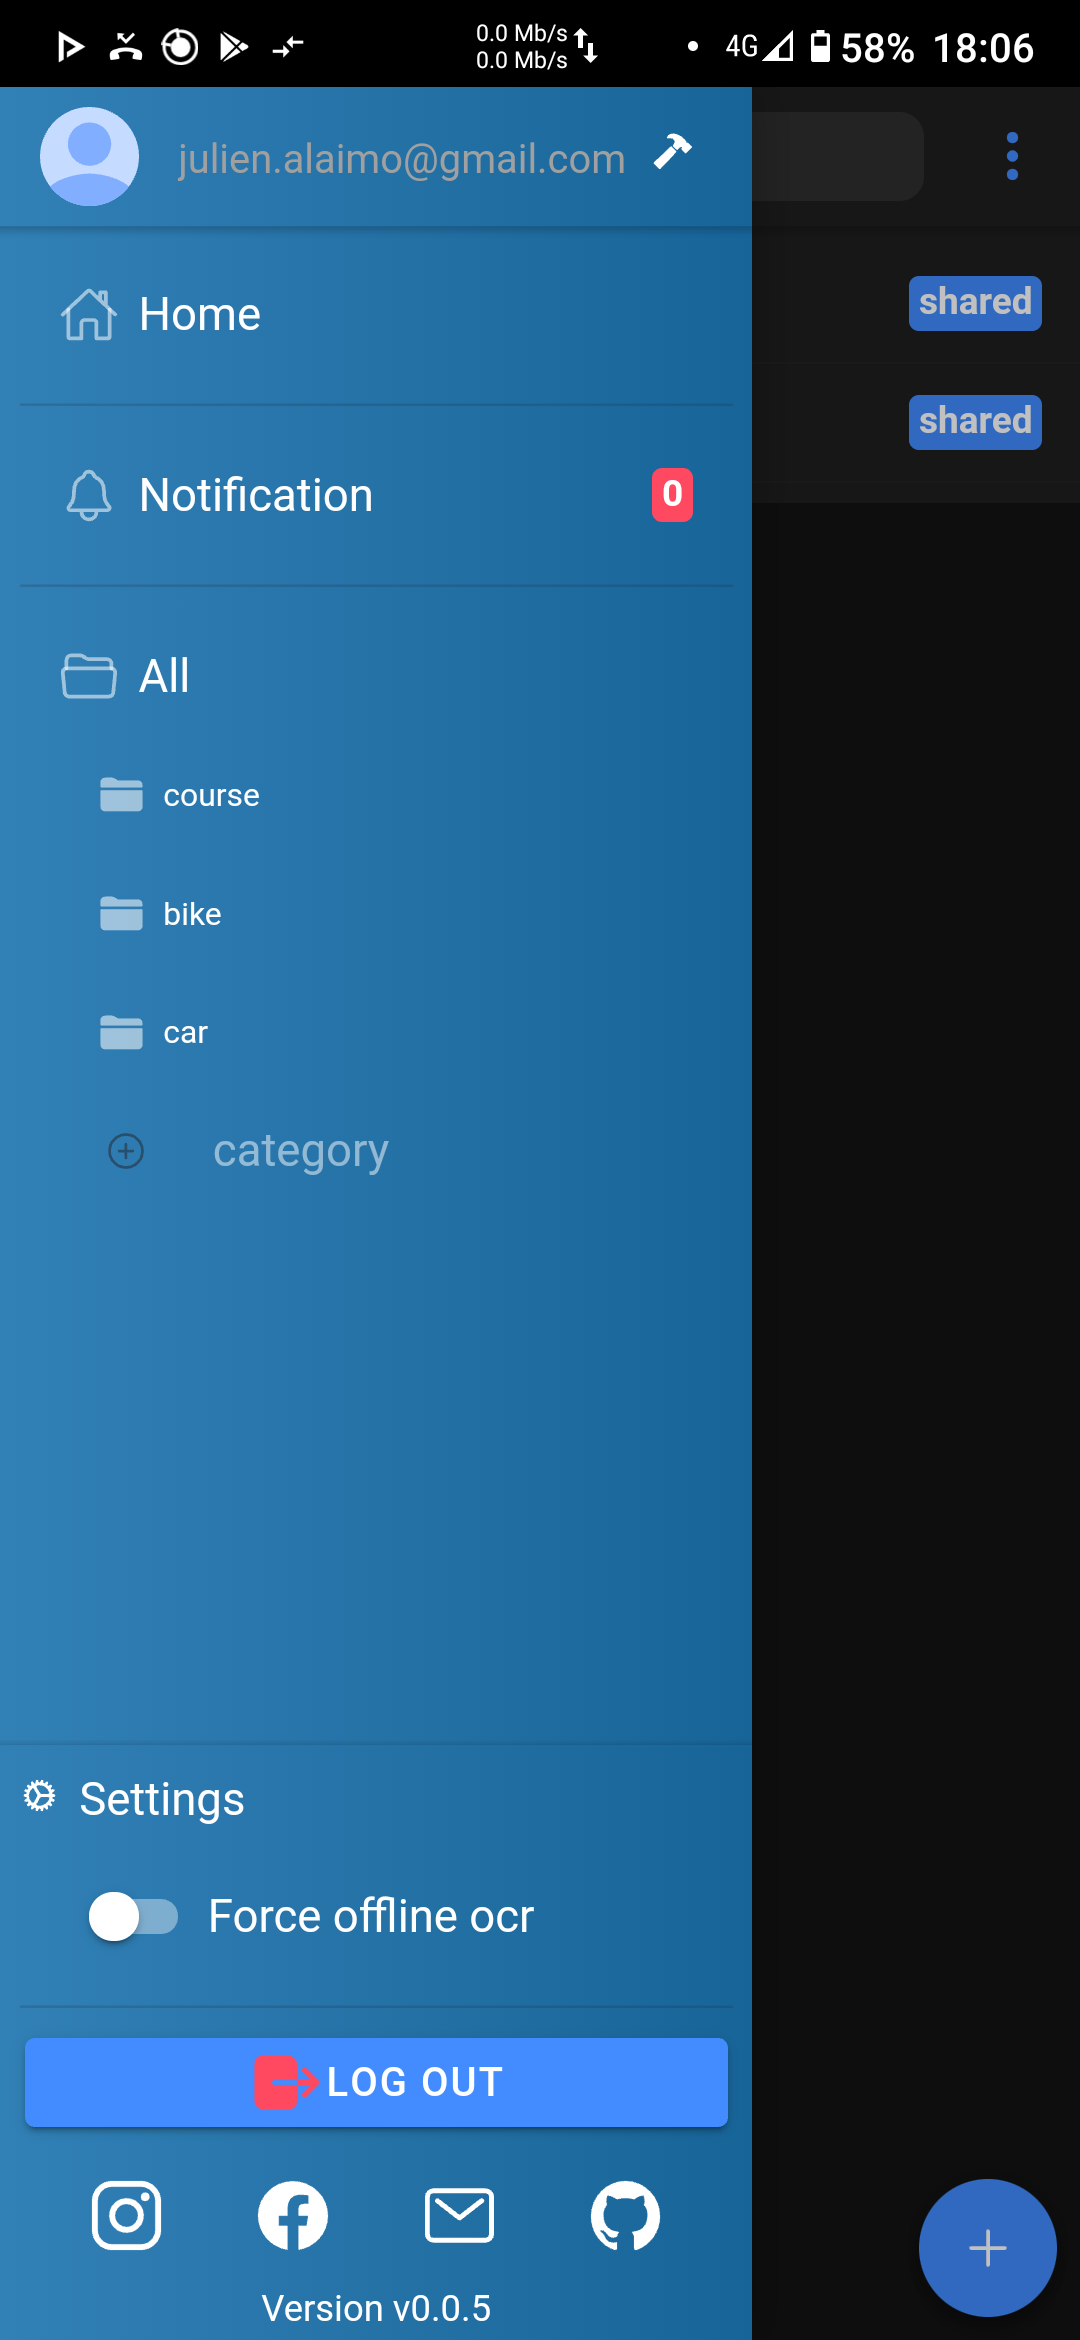 0.0 Mb/s
0.0 Mb/s
4G 58% 18:06
julien.alaimo@gmail.com
shared
Home
shared
Notification 0
All
course
bike
car
category
Settings
Force offline ocr
LOG OUT
Version v0.0.5